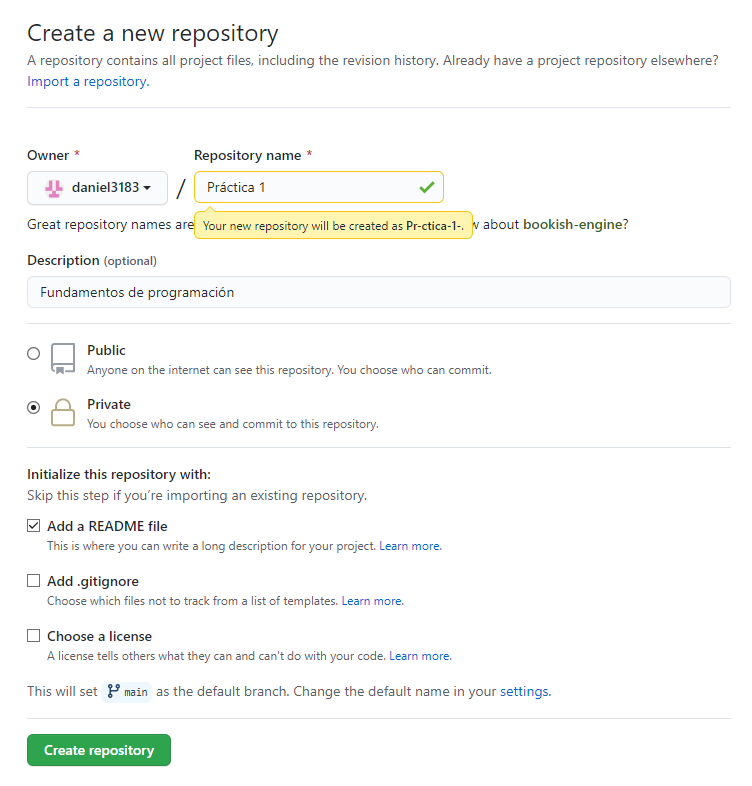 Create a new repository
A repository contains all project files, including the revision history. Already have a project repository elsewhere?
Import a repository.
Owner *
Repository name *
daniel3183
/
Práctica 1
Great repository names are
Your new repository will be created as Pr-ctica-1-.
about bookish-engine?
Description (optional)
Fundamentos de programación
Public
Anyone on the internet can see this repository. You choose who can commit.
Private
You choose who can see and commit to this repository.
Initialize this repository with:
Skip this step if you’re importing an existing repository.
Add a README file
This is where you can write a long description for your project. Learn more.
Add .gitignore
Choose which files not to track from a list of templates. Learn more.
Choose a license
A license tells others what they can and can't do with your code. Learn more.
This will set main as the default branch. Change the default name in your settings.
Create repository